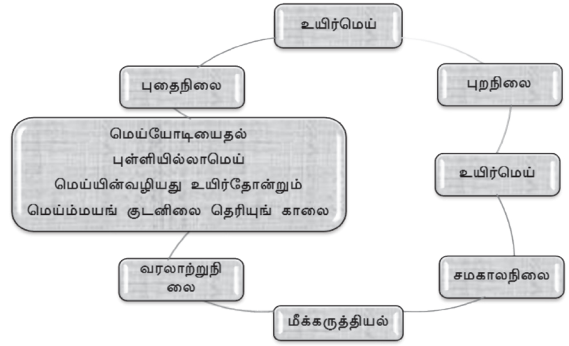 உயிர்மெய்
புதைநிலை
புறநிலை
மெய்யோடியைதல்
புள்ளியில்லாமெய்
மெய்யின்வழியது உயிர்தோன்றும்
மெய்ம்மயங் குடனிலை தெரியுங் காலை
உயிர்மெய்
வரலாற்றுநி
லை
சமகாலநிலை
மீக்கருத்தியல்